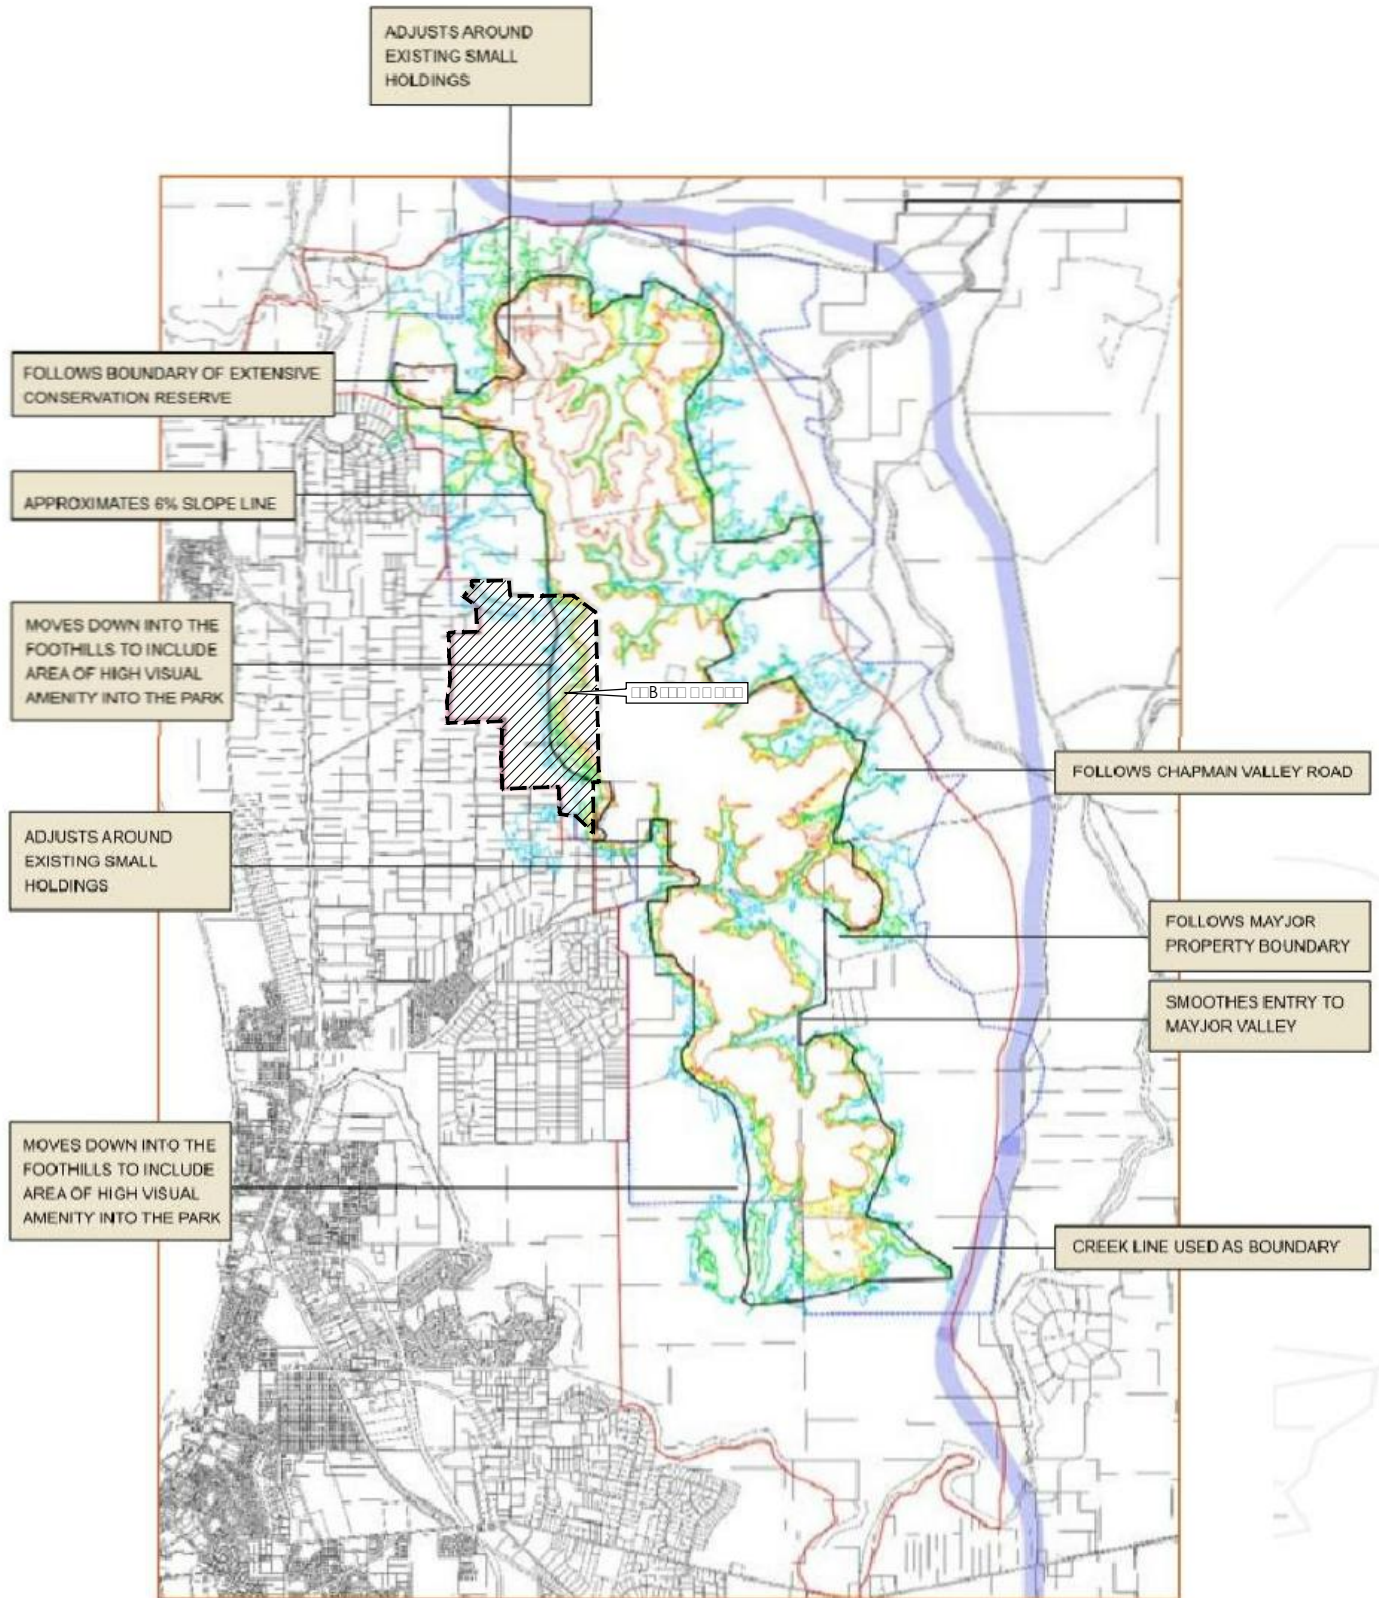 ADJUSTS AROUND
EXISTING SMALL
HOLDINGS
FOLLOWS BOUNDARY OF EXTENSIVE
CONSERVATION RESERVE
APPROXIMATES 6% SLOPE LINE
MOVES DOWN INTO THE
FOOTHILLS TO INCLUDE
AREA OF HIGH VISUAL
AMENITY INTO THE PARK
B
FOLLOWS CHAPMAN VALLEY ROAD
ADJUSTS AROUND
EXISTING SMALL
HOLDINGS
FOLLOWS MAYJOR
PROPERTY BOUNDARY
SMOOTHES ENTRY TO
MAYJOR VALLEY
MOVES DOWN INTO THE
FOOTHILLS TO INCLUDE
AREA OF HIGH VISUAL
AMENITY INTO THE PARK
CREEK LINE USED AS BOUNDARY